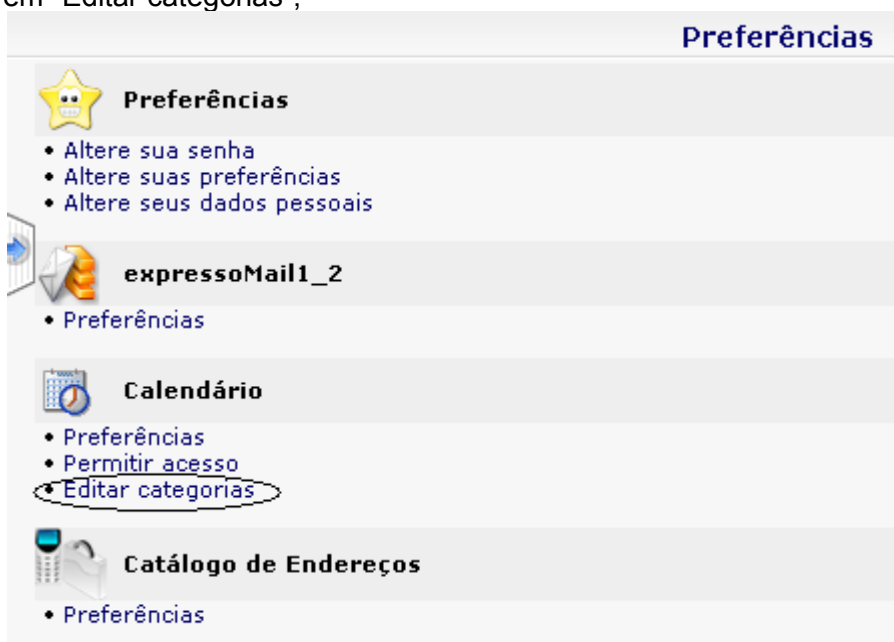 em "Editar categorias";
Preferências
Preferências
• Altere sua senha
• Altere suas preferências
• Altere seus dados pessoais
expressoMail1_2
• Preferências
Calendário
• Preferências
• Permitir acesso
• Editar categorias
Catálogo de Endereços
• Preferências